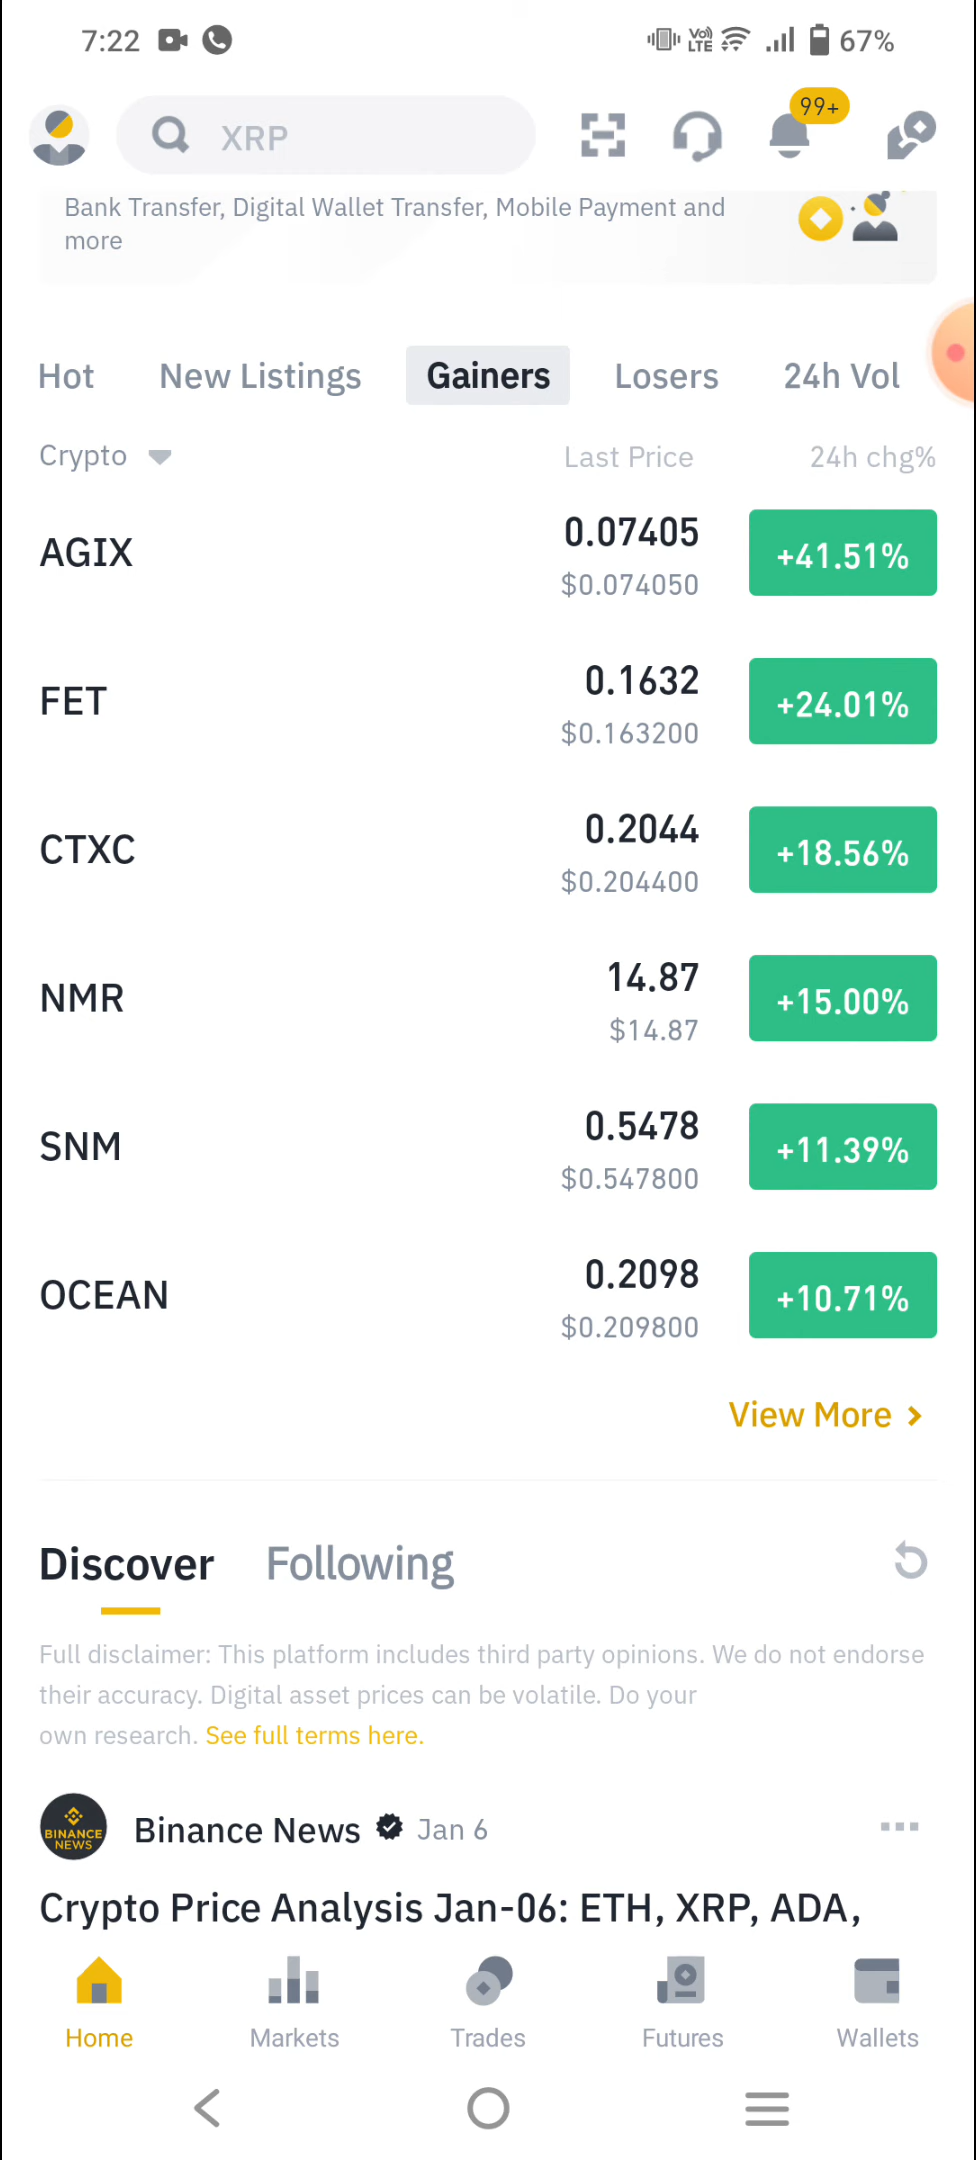 7:22
Vo)) LTE 67%
99+
XRP
Bank Transfer, Digital Wallet Transfer, Mobile Payment and
more
Hot New Listings Gainers Losers 24h Vol
Crypto Last Price 24h chg%
AGIX 0.07405 +41.51%
$0.074050
FET 0.1632 +24.01%
$0.163200
CTXC 0.2044 +18.56%
$0.204400
NMR 14.87 +15.00%
$14.87
SNM 0.5478 +11.39%
$0.547800
OCEAN 0.2098 +10.71%
$0.209800
View More
Discover Following
Full disclaimer: This platform includes third party opinions. We do not endorse
their accuracy. Digital asset prices can be volatile. Do your
own research. See full terms here.
BINANCE
NEWS
Binance News Jan 6
Crypto Price Analysis Jan-06: ETH, XRP, ADA,
Home Markets Trades Futures Wallets